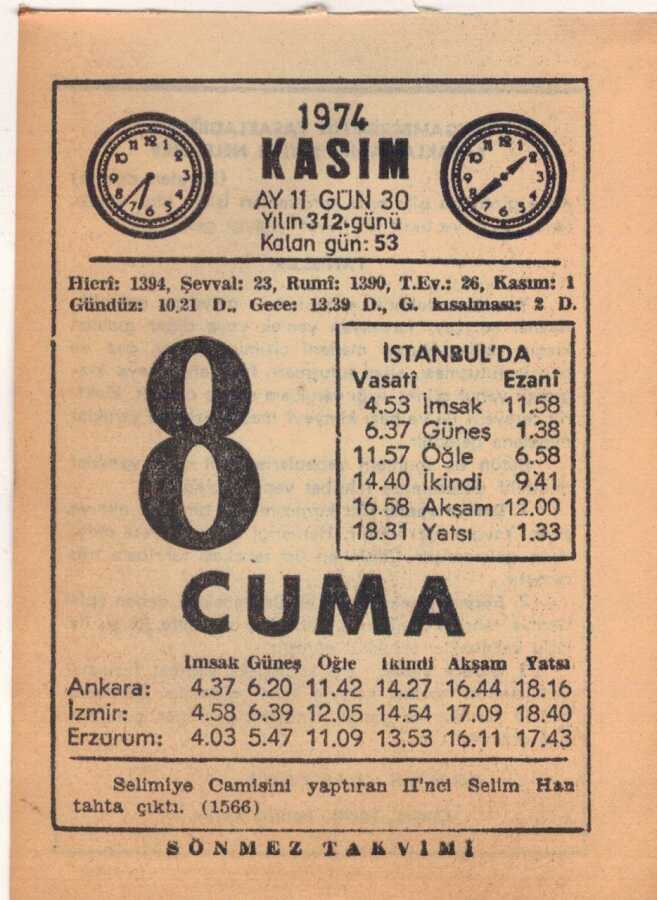 1974
KASIM
AY 11 GÜN 30
Yılın 312. günü
Kalan gün: 53
Hicrî: 1394, Şevval: 23, Rumî: 1390, T.Ev.: 26, Kasım: 1
Gündüz: 10.21 D., Gece: 13.39 D., G. kısalması: 2 D.
8
İSTANBUL'DA
Vasatî Ezanî
4.53 İmsak 11.58
6.37 Güneş 1.38
11.57 Öğle 6.58
14.40 İkindi 9.41
16.58 Akşam 12.00
18.31 Yatsı 1.33
CUMA
Imsak Güneş Öğle Ikindi Akşam Yatsı
Ankara: 4.37 6.20 11.42 14.27 16.44 18.16
İzmir: 4.58 6.39 12.05 14.54 17.09 18.40
Erzurum: 4.03 5.47 11.09 13.53 16.11 17.43
Selimiye Camisini yaptıran II'nci Selim Han
tahta çıktı. (1566)
SÖNMEZ TAKVİMİ